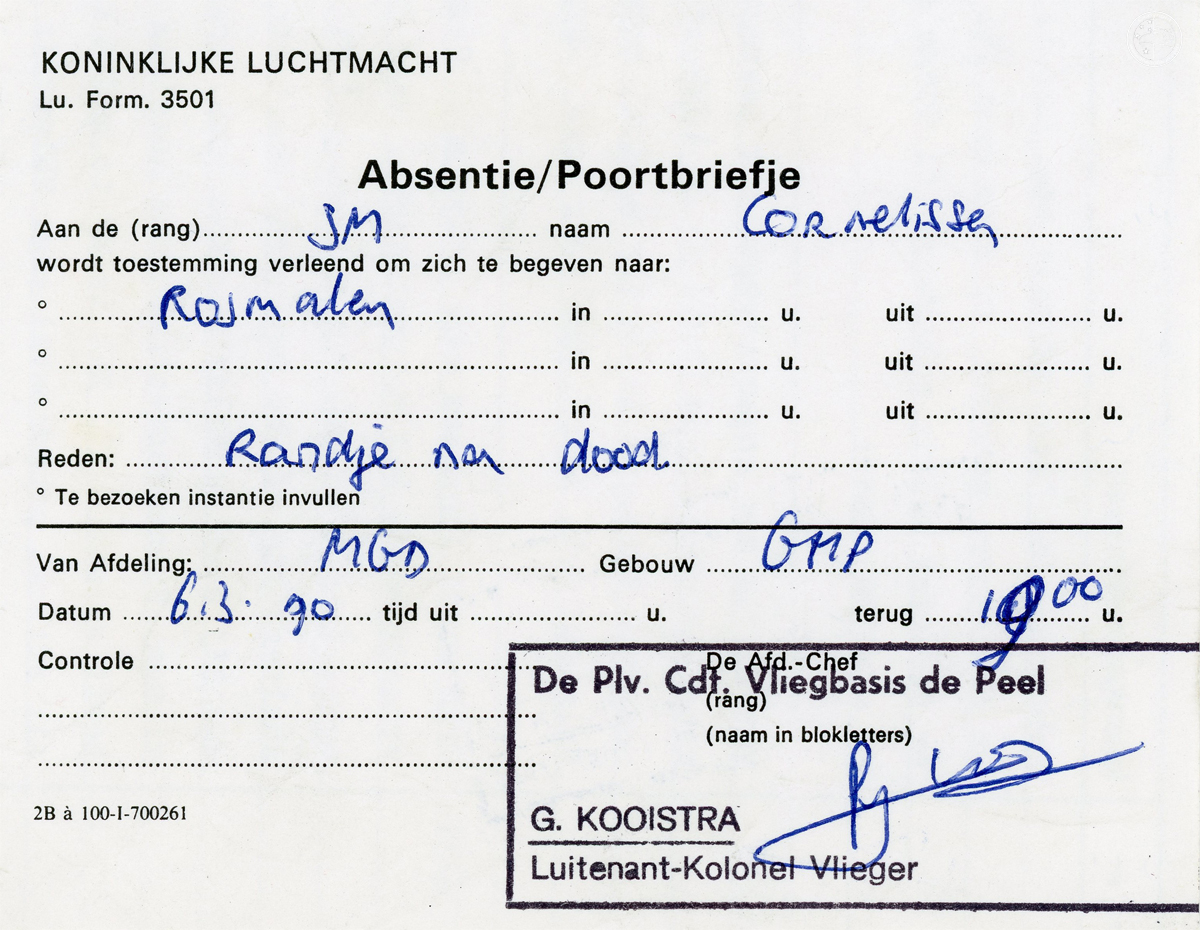 KONINKLIJKE LUCHTMACHT
Lu. Form. 3501
Absentie/Poortbriefje
Aan de (rang) SM naam Cornelissen
wordt toestemming verleend om zich te begeven naar:
° Rosmalen in u. uit u.
° in u. uit u.
° in u. uit u.
Reden: Randje na dood
° Te bezoeken instantie invullen
Van Afdeling: MGD Gebouw GHP
Datum 6.3.90 tijd uit u. terug 00 u.
Controle
De Afd.-Chef
De Plv. Cdt. Vliegbasis de Peel
(rang)
(naam in blokletters)
2B à 100-I-700261
G. KOOISTRA
Luitenant-Kolonel Vlieger